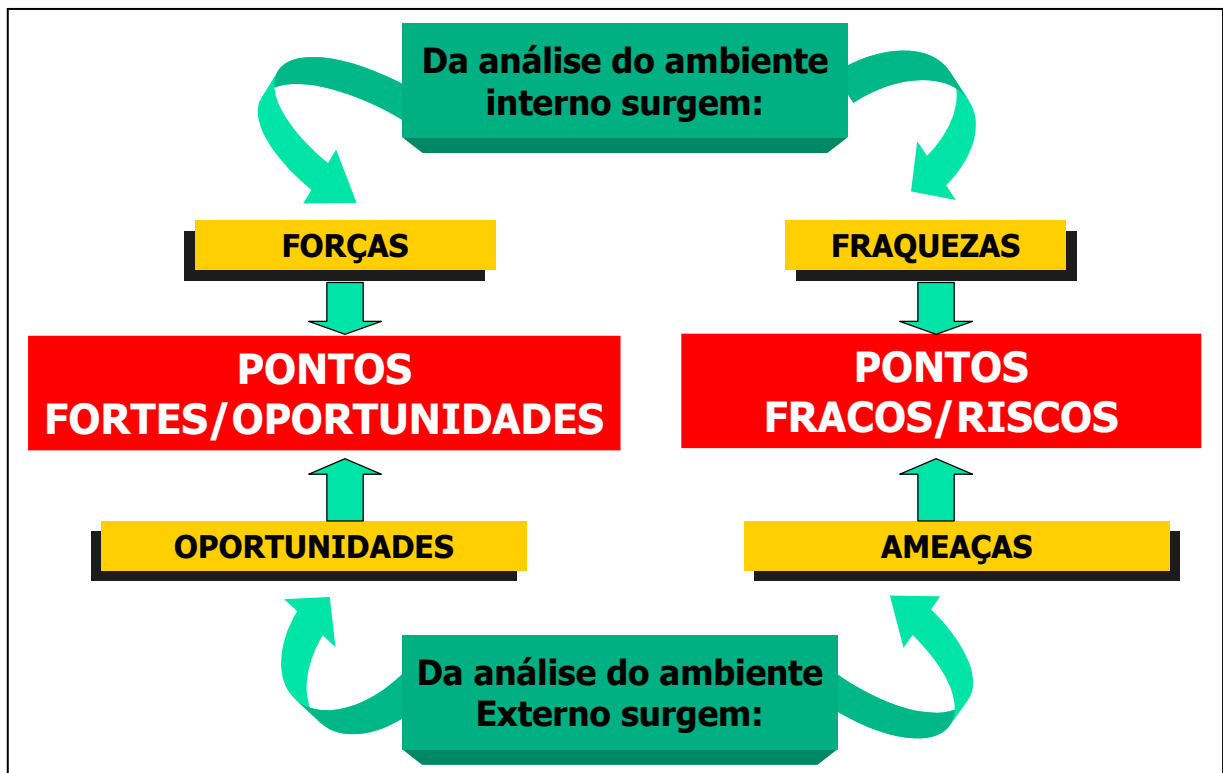 Da análise do ambiente
interno surgem:
FORÇAS
FRAQUEZAS
PONTOS
FORTES/OPORTUNIDADES
PONTOS
FRACOS/RISCOS
OPORTUNIDADES
AMEAÇAS
Da análise do ambiente
Externo surgem: